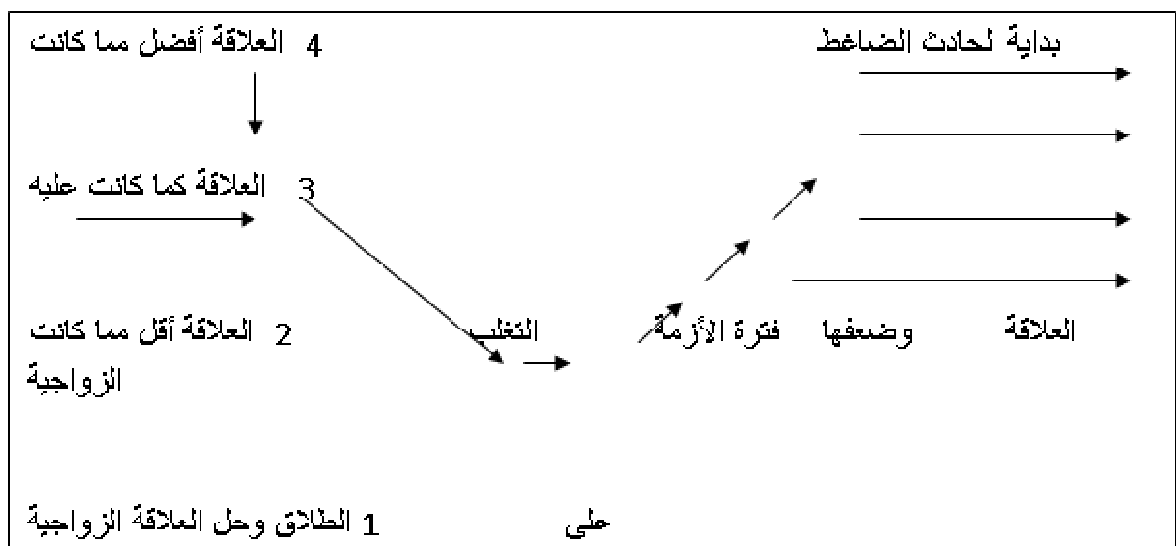 بداية لحادث الضاغط 4 العلاقة أفضل مما كانت
3 العلاقة كما كانت عليه
العلاقة وضعفها فترة الأزمة التغلب 2 العلاقة أقل مما كانت
الزواجية
على 1 الطلاق وحل العلاقة الزواجية